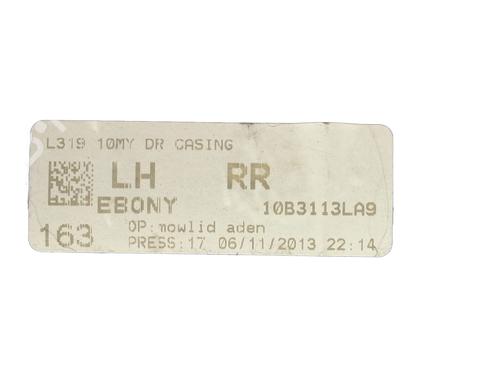 L319 10MY DR CASING
LH RR
EBONY 10B3113LA9
163 OP:mowlid aden
PRESS:17 06/11/2013 22:14